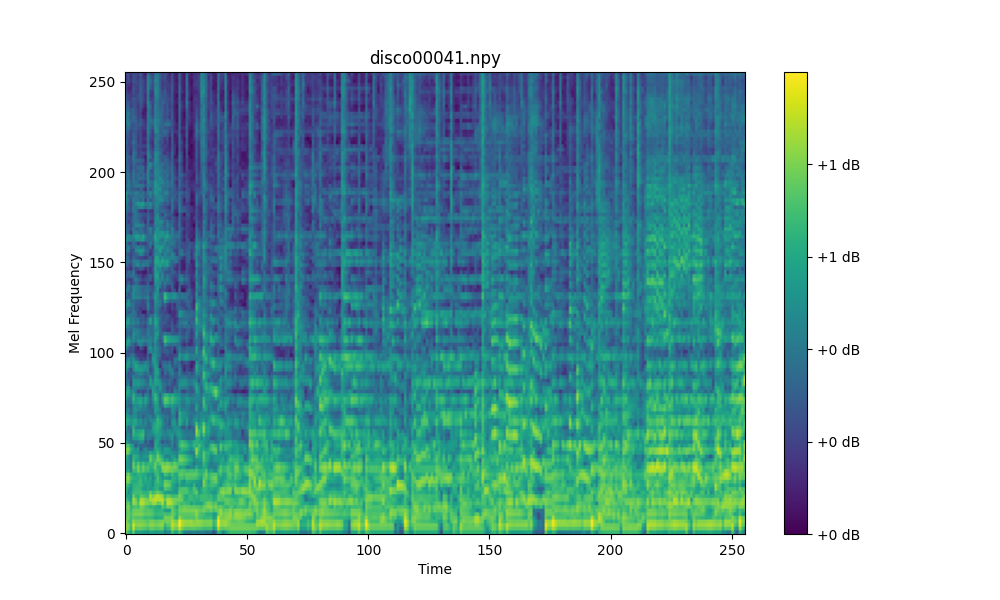 disco00041.npy
250
200
150
100
50
0
Mel Frequency
0 50 100 150 200 250
Time
+1 dB
+1 dB
+0 dB
+0 dB
+0 dB